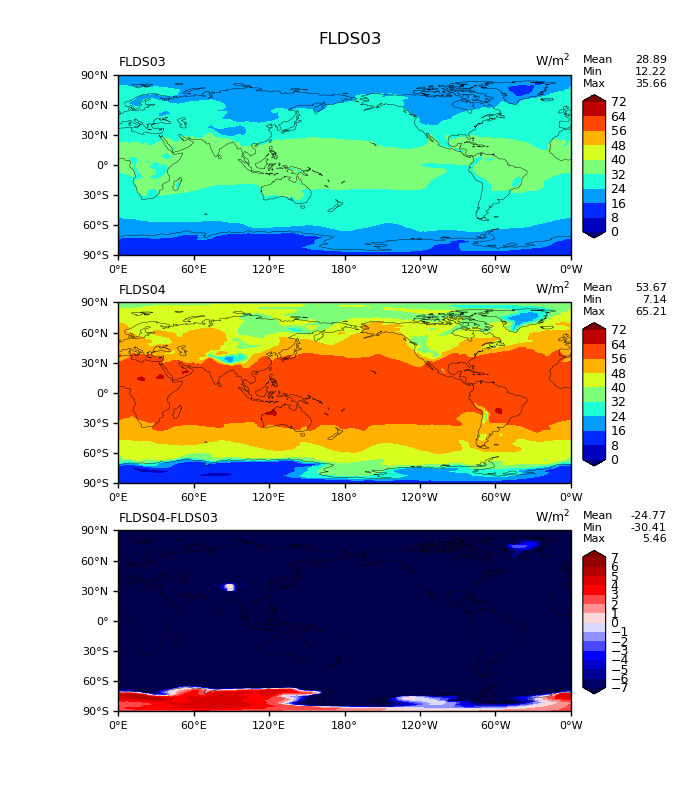 FLDS03
FLDS03 W/m² Mean 28.89
Min 12.22
Max 35.66
90°N
60°N
30°N
0°
30°S
60°S
90°S
0°E 60°E 120°E 180° 120°W 60°W 0°W
72
64
56
48
40
32
24
16
8
0
FLDS04 W/m² Mean 53.67
Min 7.14
Max 65.21
90°N
60°N
30°N
0°
30°S
60°S
90°S
0°E 60°E 120°E 180° 120°W 60°W 0°W
72
64
56
48
40
32
24
16
8
0
FLDS04-FLDS03 W/m² Mean -24.77
Min -30.41
Max 5.46
90°N
60°N
30°N
0°
30°S
60°S
90°S
0°E 60°E 120°E 180° 120°W 60°W 0°W
7
6
5
4
3
2
1
0
−1
−2
−3
−4
−5
−6
−7